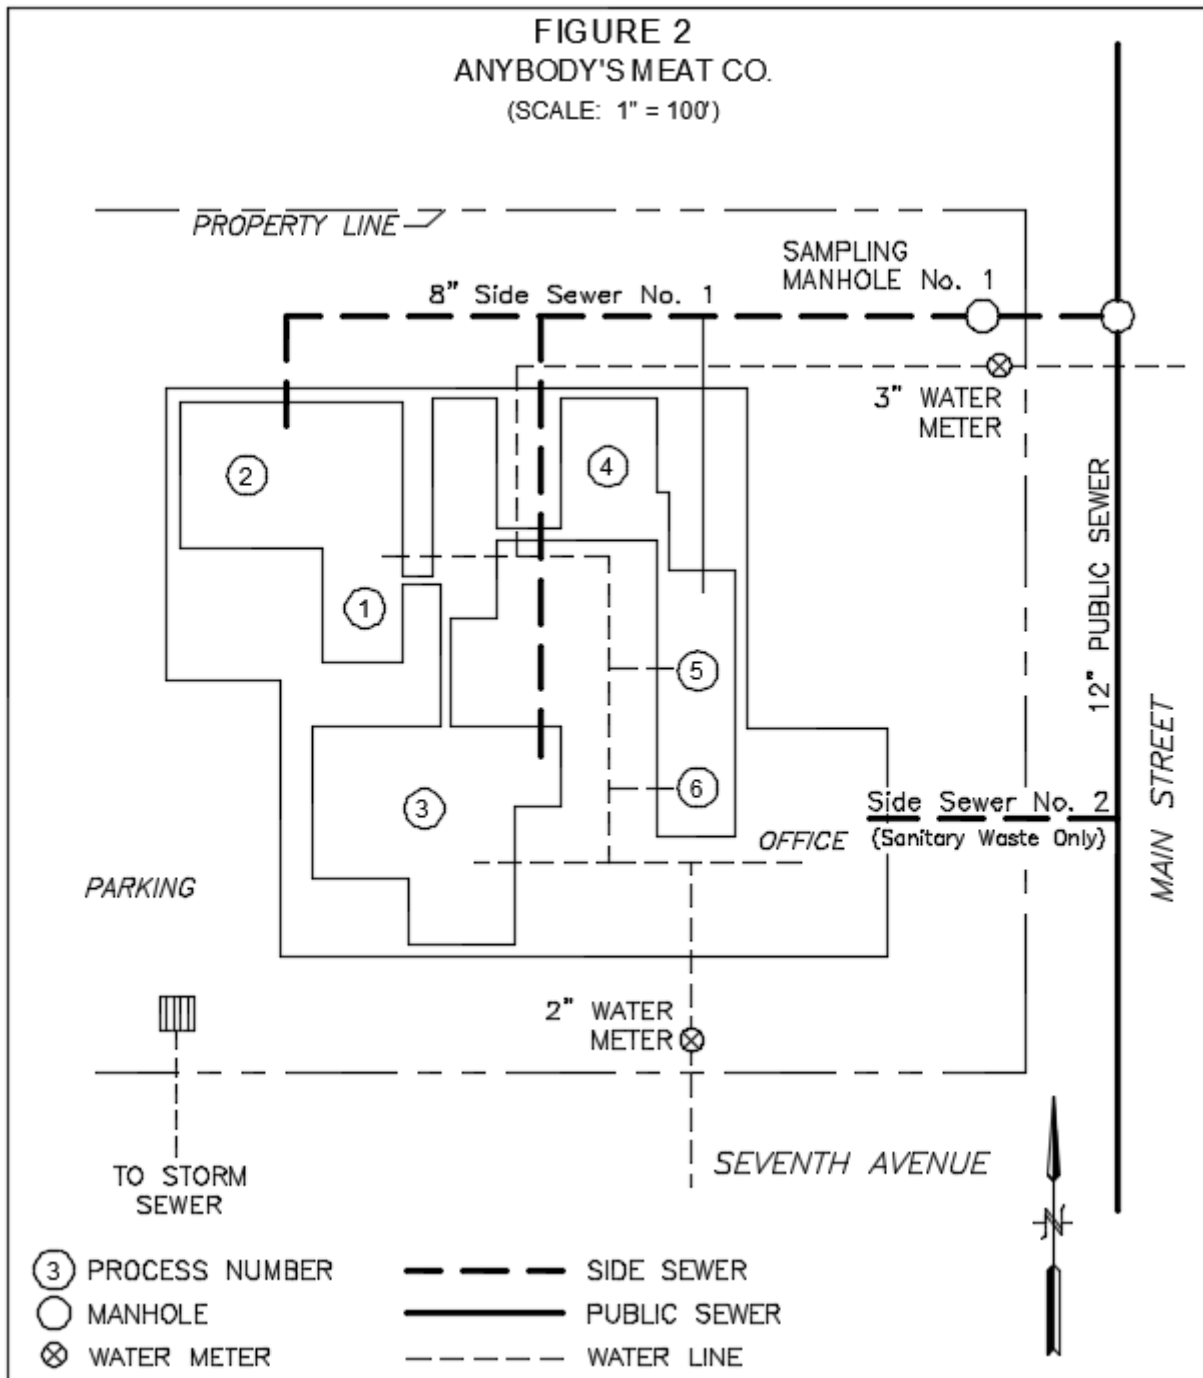 FIGURE 2
ANYBODY'S MEAT CO.
(SCALE: 1" = 100')
PROPERTY LINE
SAMPLING
MANHOLE No. 1
8" Side Sewer No. 1
3" WATER
METER
2
4
1
5
6
3
12" PUBLIC SEWER
MAIN STREET
Side Sewer No. 2
(Sanitary Waste Only)
OFFICE
PARKING
2" WATER
METER
TO STORM
SEWER
SEVENTH AVENUE
N
3 PROCESS NUMBER
SIDE SEWER
MANHOLE
PUBLIC SEWER
WATER METER
WATER LINE